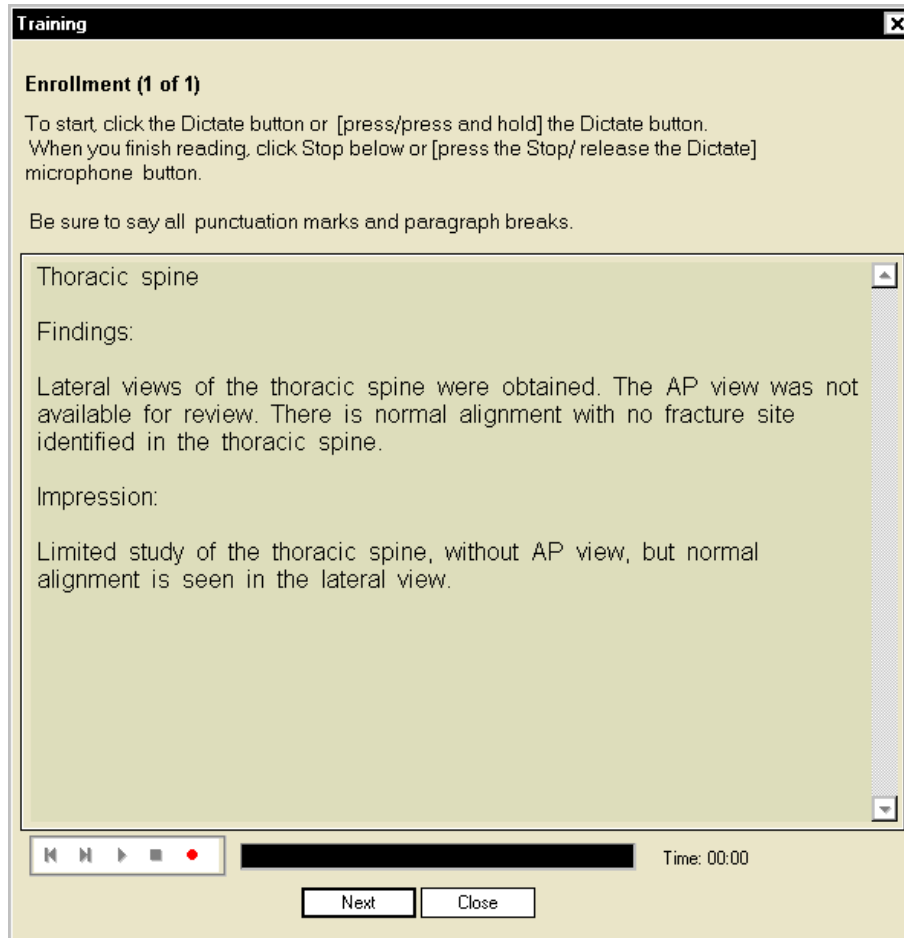 Training
Enrollment (1 of 1)
To start, click the Dictate button or [press/press and hold] the Dictate button.
When you finish reading, click Stop below or [press the Stop/ release the Dictate]
microphone button.
Be sure to say all punctuation marks and paragraph breaks.
Thoracic spine
Findings:
Lateral views of the thoracic spine were obtained. The AP view was not
available for review. There is normal alignment with no fracture site
identified in the thoracic spine.
Impression:
Limited study of the thoracic spine, without AP view, but normal
alignment is seen in the lateral view.
Time: 00:00
Next Close